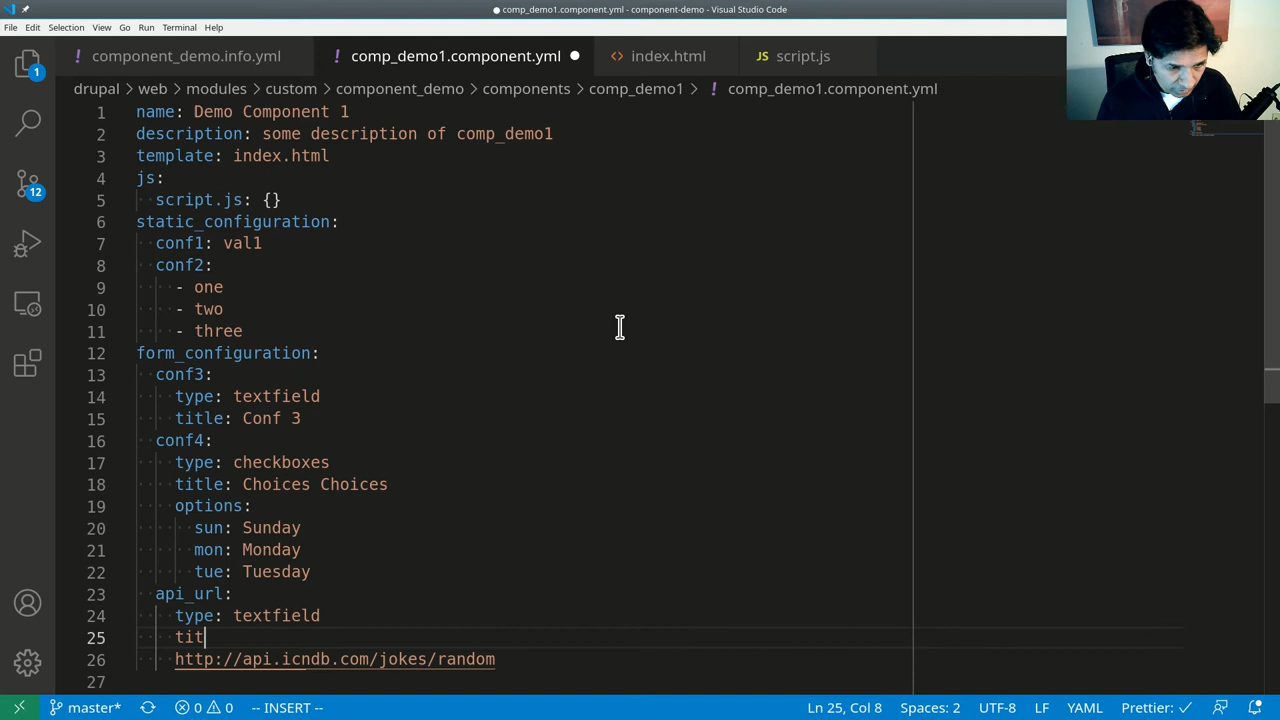 comp_demo1.component.yml - component-demo - Visual Studio Code
File Edit Selection View Go Run Terminal Help
component_demo.info.yml comp_demo1.component.yml index.html script.js
drupal > web > modules > custom > component_demo > components > comp_demo1 > ! comp_demo1.component.yml
1 name: Demo Component 1
2 description: some description of comp_demo1
3 template: index.html
4 js:
5 script.js: {}
6 static_configuration:
7 conf1: val1
8 conf2:
9 - one
10 - two
11 - three
12 form_configuration:
13 conf3:
14 type: textfield
15 title: Conf 3
16 conf4:
17 type: checkboxes
18 title: Choices Choices
19 options:
20 sun: Sunday
21 mon: Monday
22 tue: Tuesday
23 api_url:
24 type: textfield
25 tit
26 http://api.icndb.com/jokes/random
27
1
12
master* 0 0 -- INSERT -- Ln 25, Col 8 Spaces: 2 UTF-8 LF YAML Prettier: ✓